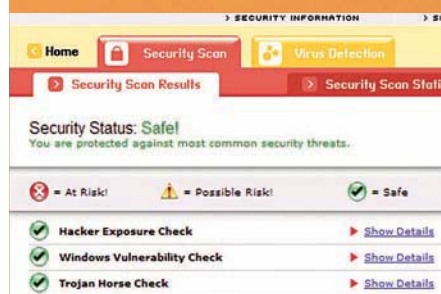 > SECURITY INFORMATION > S
Home Security Scan Virus Detection
Security Scan Results Security Scan Stati
Security Status: Safe!
You are protected against most common security threats.
= At Risk! = Possible Risk! = Safe
Hacker Exposure Check Show Details
Windows Vulnerability Check Show Details
Trojan Horse Check Show Details